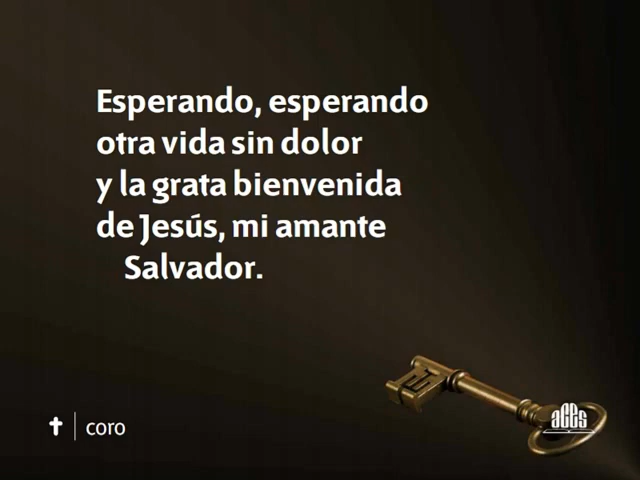 Esperando, esperando
otra vida sin dolor
y la grata bienvenida
de Jesús, mi amante
Salvador.
coro
aces